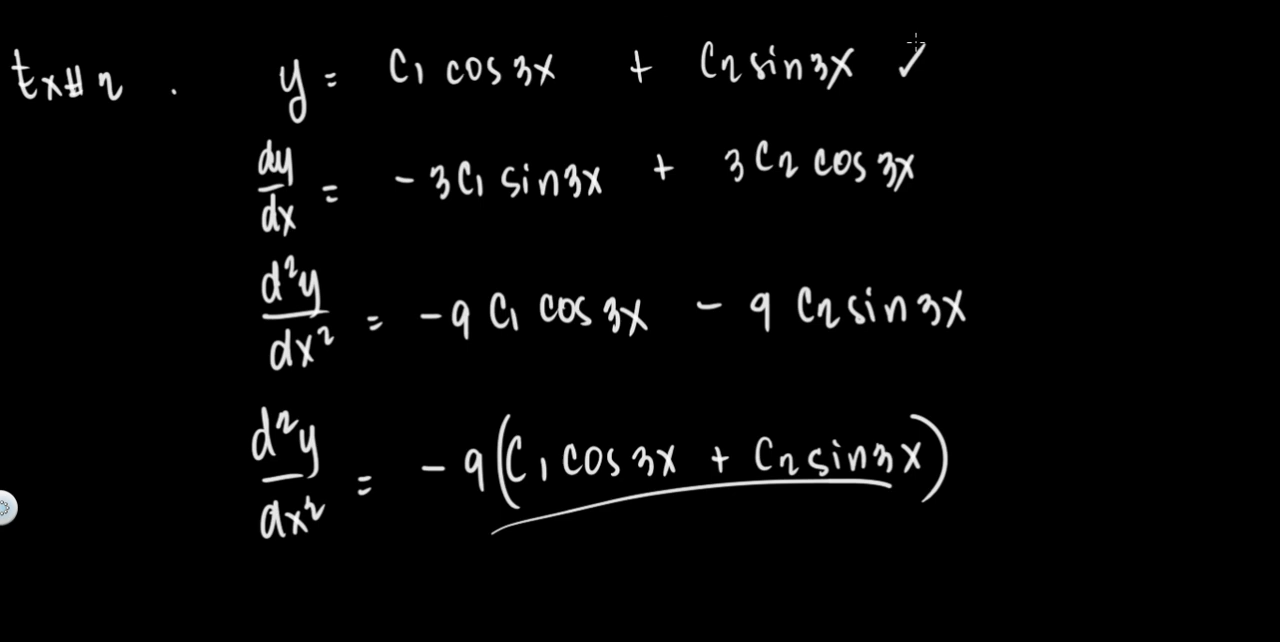 Ex# 2 . y = C₁ cos 3x + C₂ sin 3x ✓
dy/dx = -3C₁ sin 3x + 3C₂ cos 3x
d²y/dx² = -9 C₁ cos 3x - 9 C₂ sin 3x
d²y/dx² = -9(C₁ cos 3x + C₂ sin 3x)